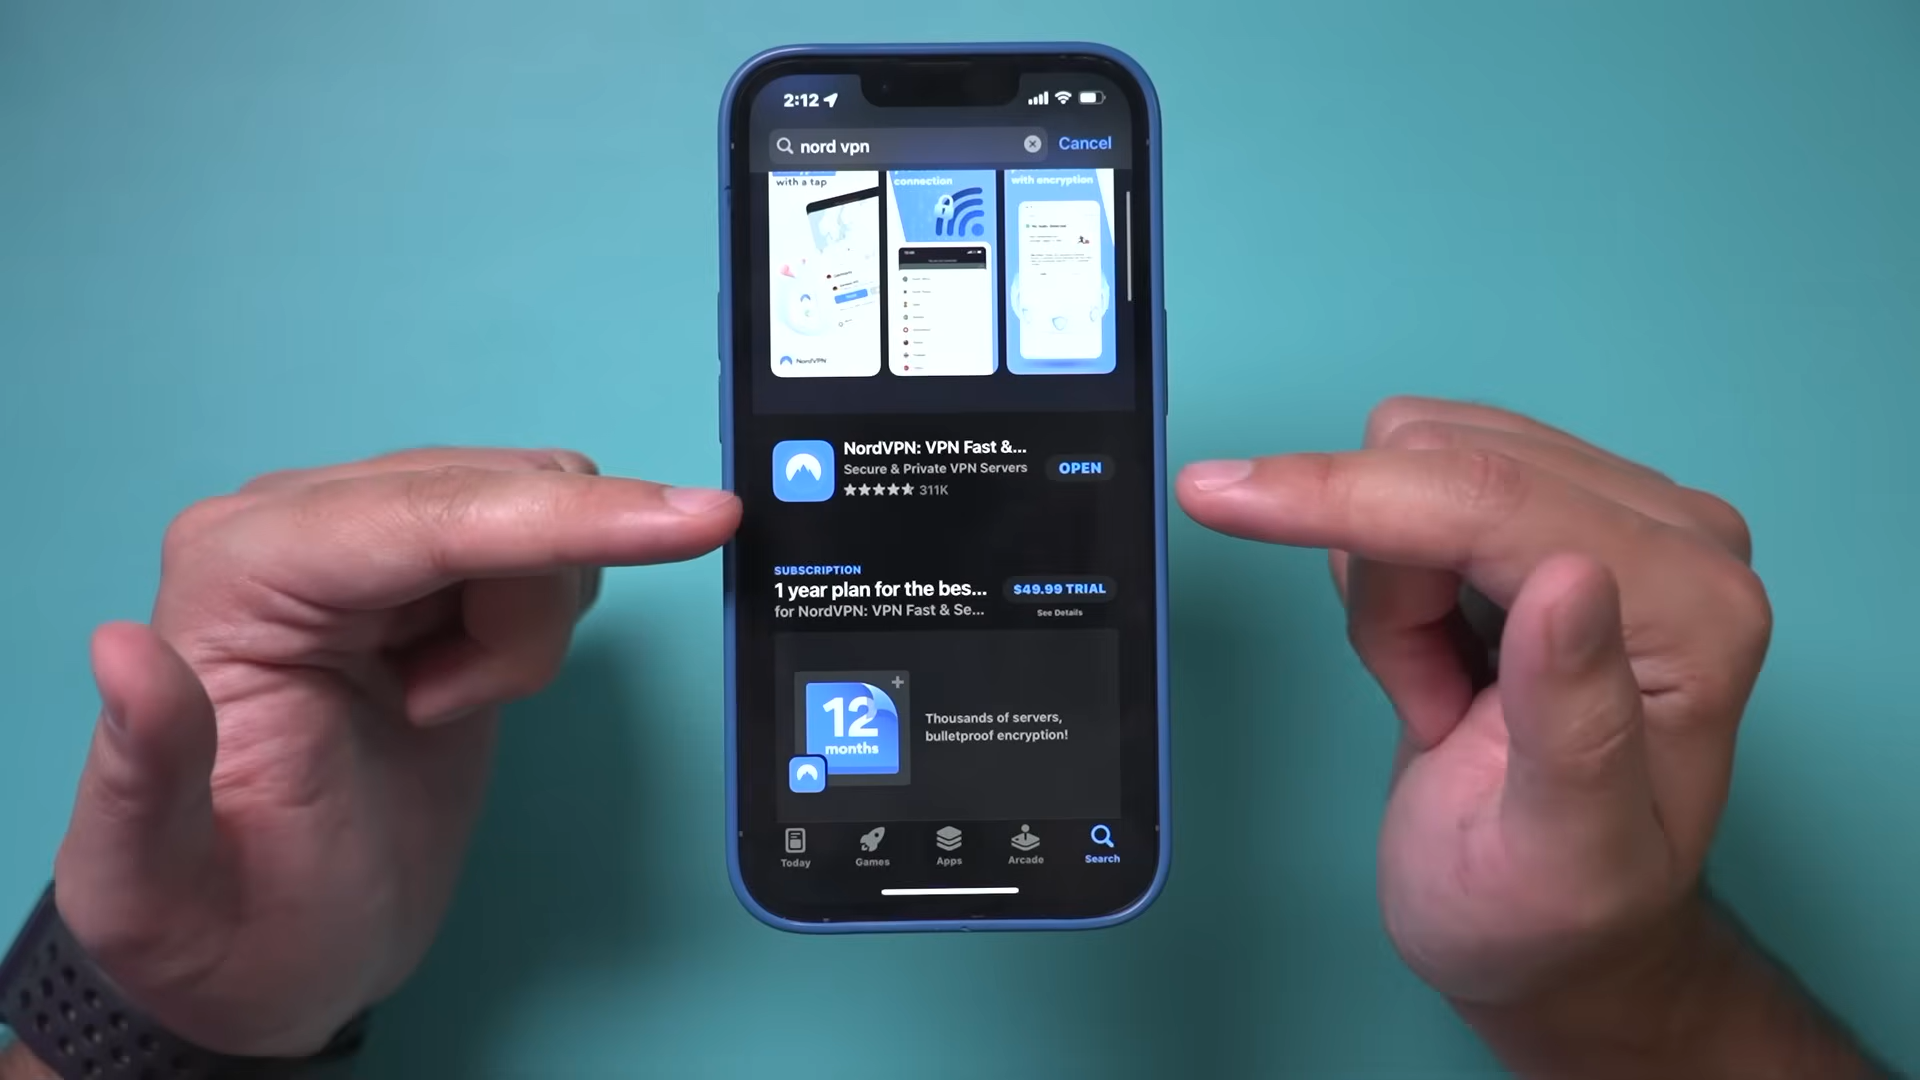 2:12
nord vpn
Cancel
with a tap
connection
with encryption
NordVPN
NordVPN: VPN Fast &...
Secure & Private VPN Servers
311K
OPEN
SUBSCRIPTION
1 year plan for the bes...
for NordVPN: VPN Fast & Se...
$49.99 TRIAL
See Details
12
months
Thousands of servers,
bulletproof encryption!
Today
Games
Apps
Arcade
Search